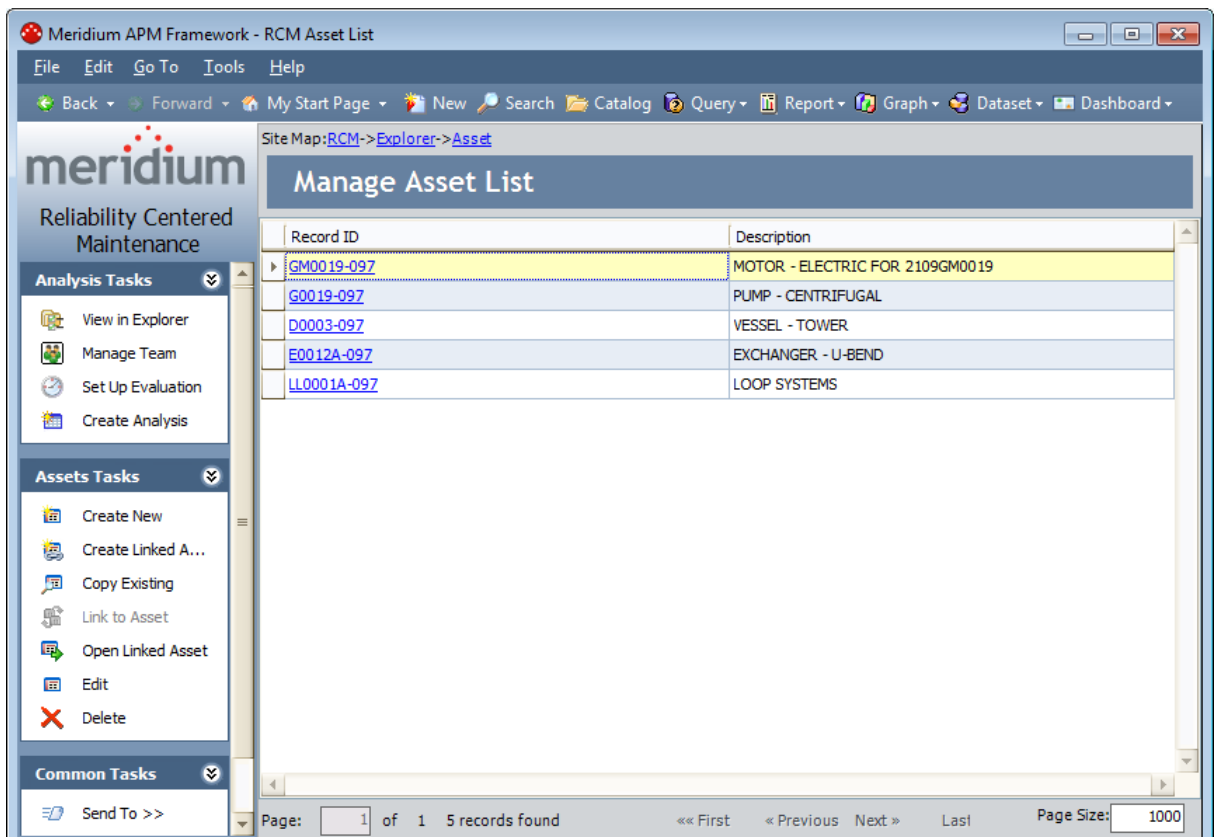 Meridium APM Framework - RCM Asset List
File Edit Go To Tools Help
Back Forward My Start Page New Search Catalog Query Report Graph Dataset Dashboard
meridium
Reliability Centered
Maintenance
Analysis Tasks
View in Explorer
Manage Team
Set Up Evaluation
Create Analysis
Assets Tasks
Create New
Create Linked A...
Copy Existing
Link to Asset
Open Linked Asset
Edit
Delete
Common Tasks
Send To >>
Site Map:RCM->Explorer->Asset
Manage Asset List
Record ID Description
GM0019-097 MOTOR - ELECTRIC FOR 2109GM0019
G0019-097 PUMP - CENTRIFUGAL
D0003-097 VESSEL - TOWER
E0012A-097 EXCHANGER - U-BEND
LL0001A-097 LOOP SYSTEMS
Page: 1 of 1 5 records found «« First « Previous Next » Last Page Size: 1000